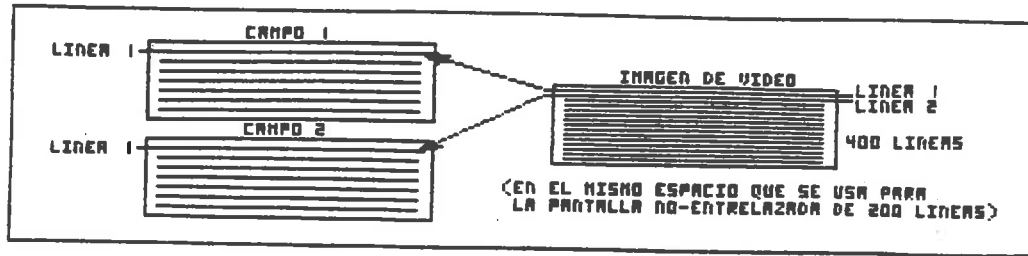 CAMPO 1
LINEA 1
CAMPO 2
LINEA 1
IMAGEN DE VIDEO
LINEA 1
LINEA 2
400 LINEAS
(EN EL MISMO ESPACIO QUE SE USA PARA
LA PANTALLA NO-ENTRELAZADA DE 200 LINEAS)